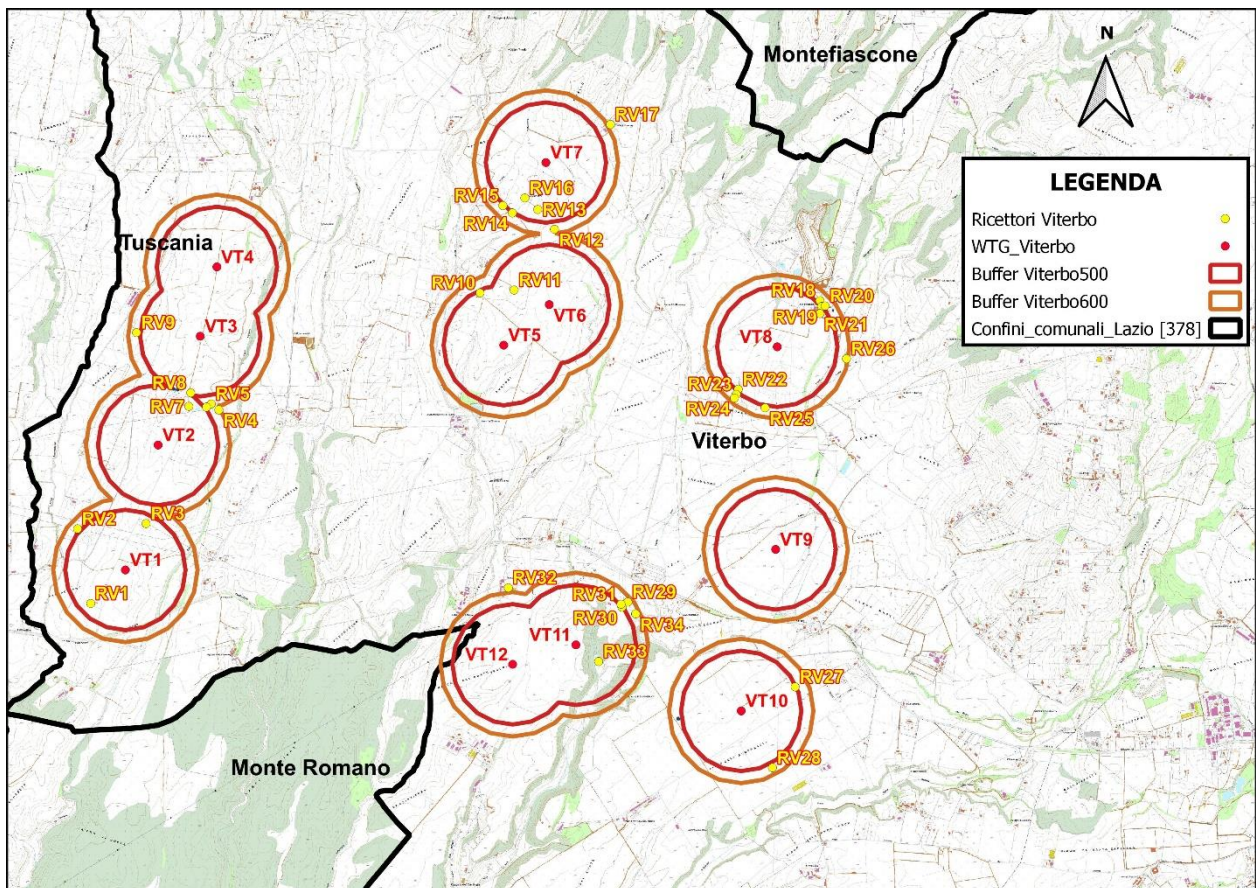 Montefiascone
N
RV17
VT7
LEGENDA
RV16
RV15
RV13
Ricettori Viterbo
RV14
RV12
WTG_Viterbo
Tuscania
VT4
Buffer Viterbo500
RV10
RV11
Buffer Viterbo600
RV18
RV20
VT6
RV19
RV21
Confini_comunali_Lazio [378]
RV9
VT3
VT5
VT8
RV26
RV8
RV5
RV22
RV23
RV7
RV4
RV24
RV25
VT2
Viterbo
RV2
RV3
VT9
VT1
RV32
RV31
RV29
RV1
RV30
RV34
VT11
VT12
RV33
RV27
VT10
Monte Romano
RV28